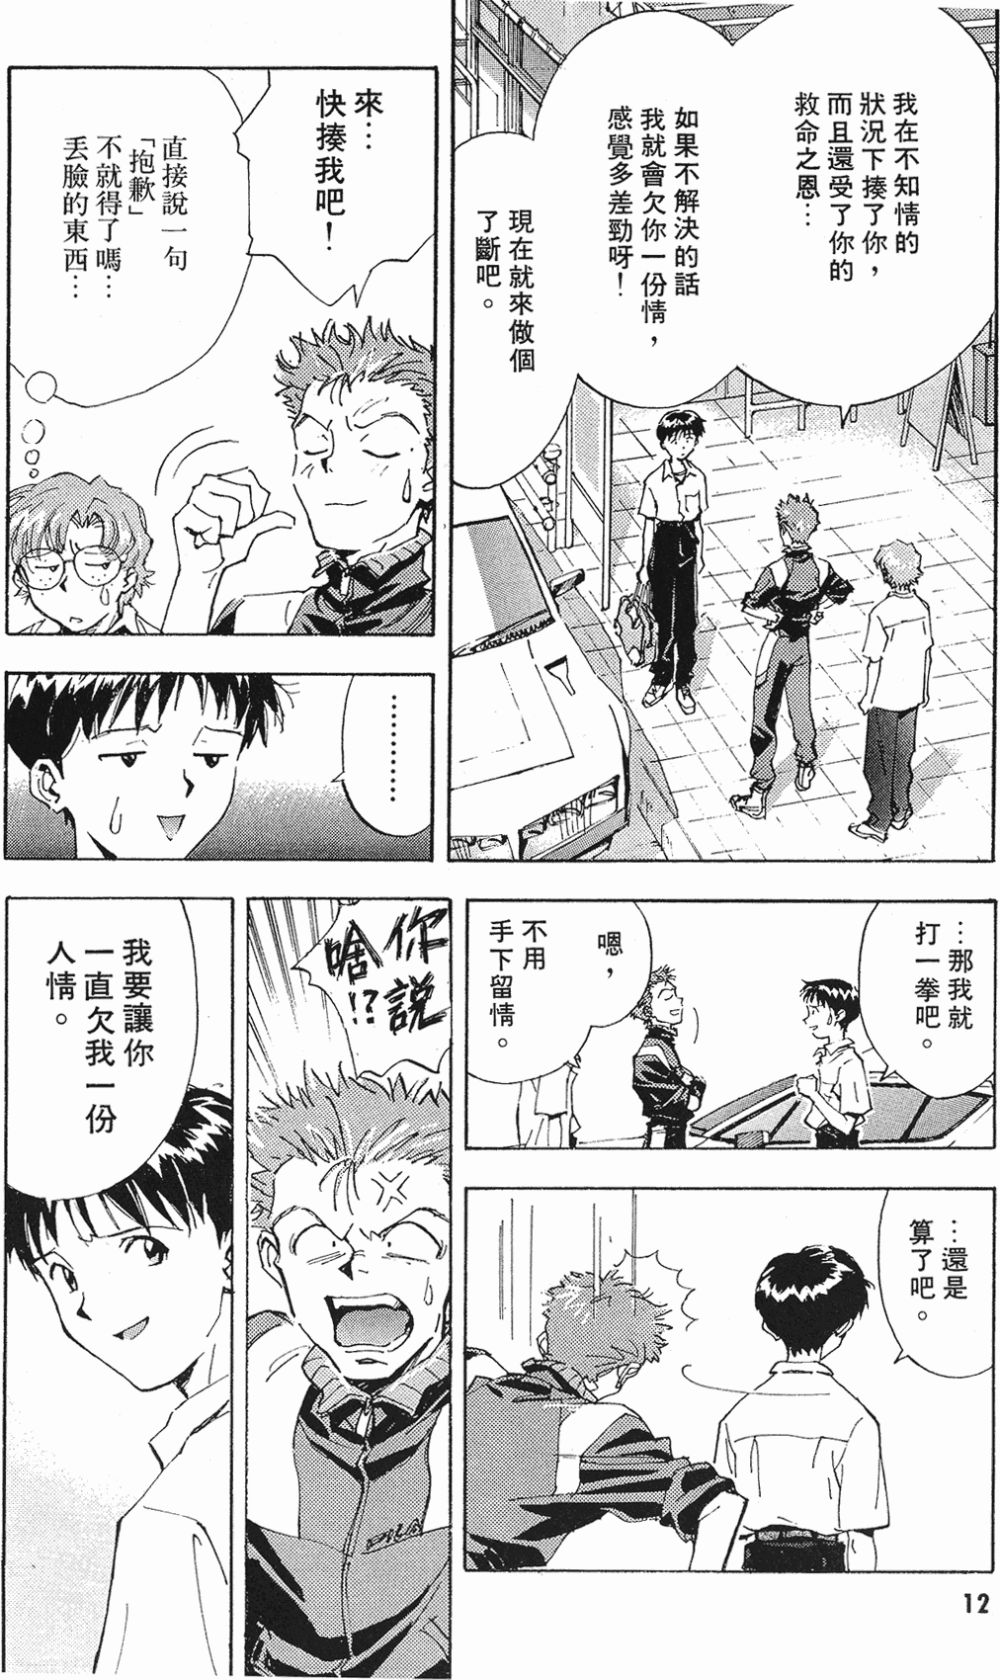 我在不知情的
狀況下揍了你，
而且還受了你的
救命之恩…
如果不解決的話
我就會欠你一份情，
感覺多差勁呀！
現在就來做個
了斷吧。
來…
快揍我吧！
直接說一句
「抱歉」
不就得了嗎…
丟臉的東西…
…………
…那我就
打一拳吧。
嗯，
不用
手下留情。
…還是
算了吧。
你說
啥!?
我要讓你
一直欠我一份
人情。
12